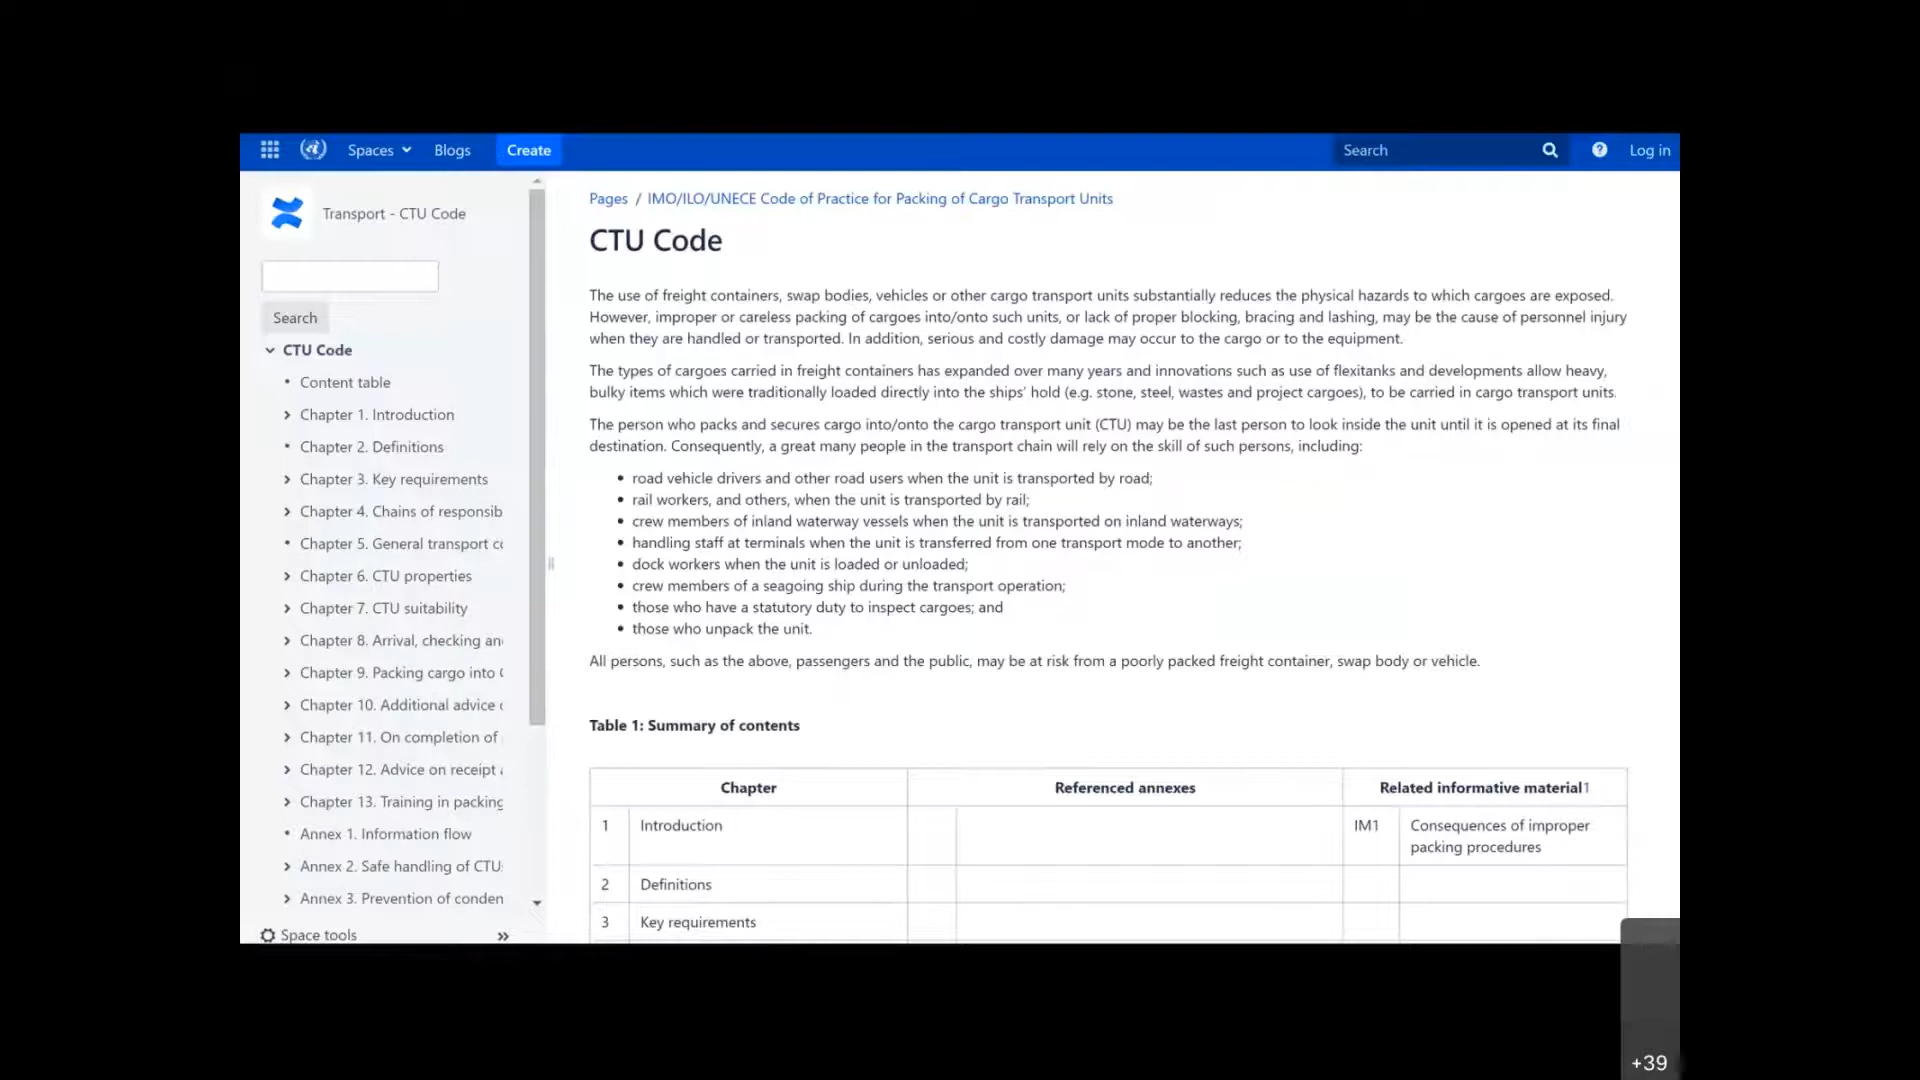 Spaces
Blogs
Create
Search
Log in
Transport - CTU Code
Search
CTU Code
Content table
Chapter 1. Introduction
Chapter 2. Definitions
Chapter 3. Key requirements
Chapter 4. Chains of responsib
Chapter 5. General transport co
Chapter 6. CTU properties
Chapter 7. CTU suitability
Chapter 8. Arrival, checking an
Chapter 9. Packing cargo into
Chapter 10. Additional advice
Chapter 11. On completion of
Chapter 12. Advice on receipt
Chapter 13. Training in packing
Annex 1. Information flow
Annex 2. Safe handling of CTU
Annex 3. Prevention of conden
Space tools
Pages / IMO/ILO/UNECE Code of Practice for Packing of Cargo Transport Units
CTU Code
The use of freight containers, swap bodies, vehicles or other cargo transport units substantially reduces the physical hazards to which cargoes are exposed.
However, improper or careless packing of cargoes into/onto such units, or lack of proper blocking, bracing and lashing, may be the cause of personnel injury
when they are handled or transported. In addition, serious and costly damage may occur to the cargo or to the equipment.
The types of cargoes carried in freight containers has expanded over many years and innovations such as use of flexitanks and developments allow heavy,
bulky items which were traditionally loaded directly into the ships' hold (e.g. stone, steel, wastes and project cargoes), to be carried in cargo transport units.
The person who packs and secures cargo into/onto the cargo transport unit (CTU) may be the last person to look inside the unit until it is opened at its final
destination. Consequently, a great many people in the transport chain will rely on the skill of such persons, including:
• road vehicle drivers and other road users when the unit is transported by road;
• rail workers, and others, when the unit is transported by rail;
• crew members of inland waterway vessels when the unit is transported on inland waterways;
• handling staff at terminals when the unit is transferred from one transport mode to another;
• dock workers when the unit is loaded or unloaded;
• crew members of a seagoing ship during the transport operation;
• those who have a statutory duty to inspect cargoes; and
• those who unpack the unit.
All persons, such as the above, passengers and the public, may be at risk from a poorly packed freight container, swap body or vehicle.
Table 1: Summary of contents
Chapter Referenced annexes Related informative material1
1 Introduction IM1 Consequences of improper
packing procedures
2 Definitions
3 Key requirements
+39